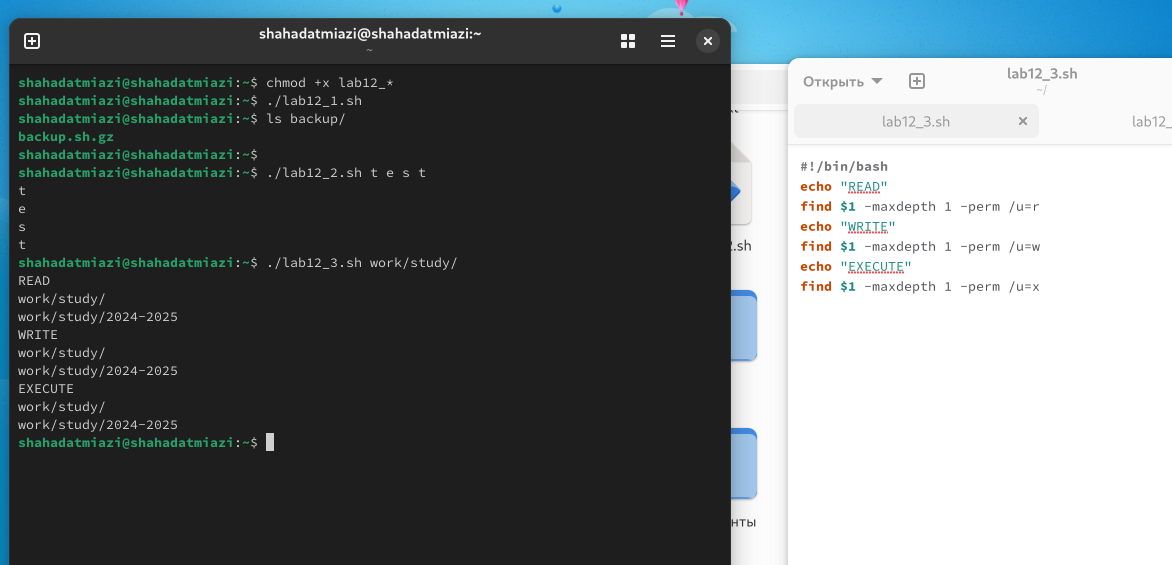 shahadatmiazi@shahadatmiazi:~
~
shahadatmiazi@shahadatmiazi:~$ chmod +x lab12_*
shahadatmiazi@shahadatmiazi:~$ ./lab12_1.sh
shahadatmiazi@shahadatmiazi:~$ ls backup/
backup.sh.gz
shahadatmiazi@shahadatmiazi:~$
shahadatmiazi@shahadatmiazi:~$ ./lab12_2.sh t e s t
t
e
s
t
shahadatmiazi@shahadatmiazi:~$ ./lab12_3.sh work/study/
READ
work/study/
work/study/2024-2025
WRITE
work/study/
work/study/2024-2025
EXECUTE
work/study/
work/study/2024-2025
shahadatmiazi@shahadatmiazi:~$
2.sh
нты
Открыть
lab12_3.sh
~/
lab12_3.sh
lab12_
#!/bin/bash
echo "READ"
find $1 -maxdepth 1 -perm /u=r
echo "WRITE"
find $1 -maxdepth 1 -perm /u=w
echo "EXECUTE"
find $1 -maxdepth 1 -perm /u=x